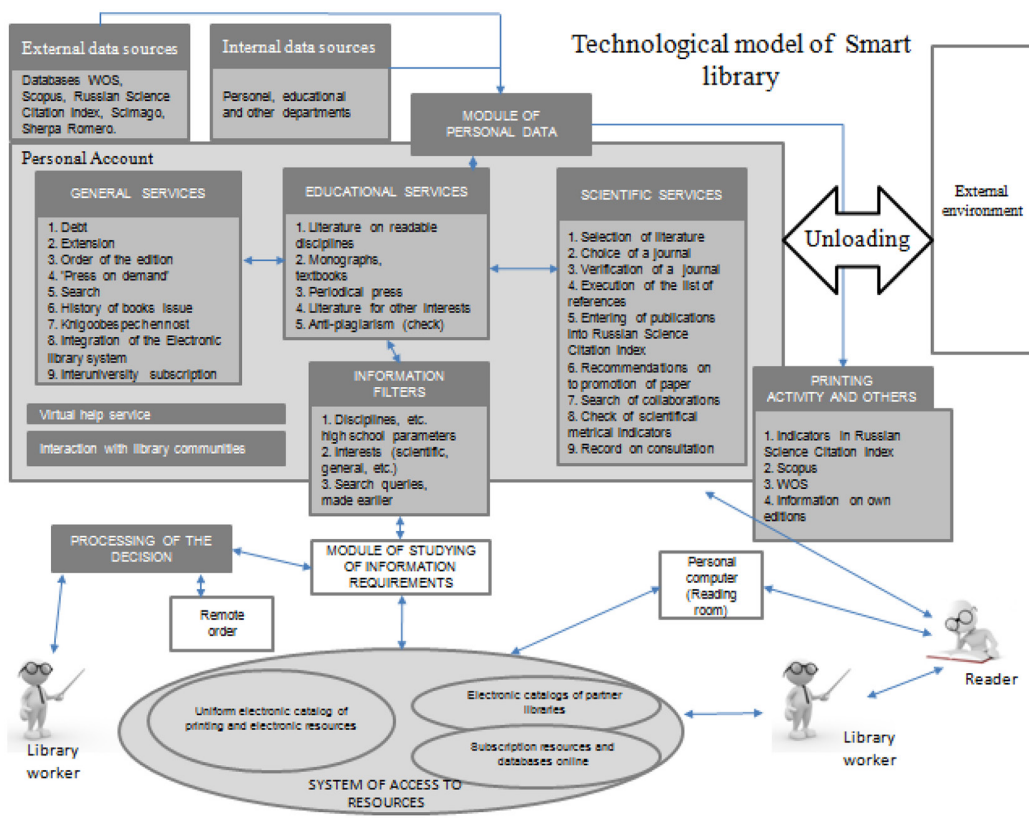 External data sources
Databases WOS,
Scopus, Russian Science
Citation Index, Scimago,
Sherpa Romero.
Internal data sources
Personel, educational
and other departments
Technological model of Smart
library
MODULE OF
PERSONAL DATA
External
environment
Unloading
Personal Account
GENERAL SERVICES
1. Debt
2. Extension
3. Order of the edition
4. "Press on demand"
5. Search
6. History of books issue
7. Knigoobespechennost
8. Integration of the Electronic
library system
9. Interuniversity subscription
Virtual help service
Interaction with library communities
EDUCATIONAL SERVICES
1. Literature on readable
disciplines
2. Monographs,
textbooks
3. Periodical press
4. Literature for other interests
5. Anti-plagiarism (check)
SCIENTIFIC SERVICES
1. Selection of literature
2. Choice of a journal
3. Verification of a journal
4. Execution of the list of
references
5. Entering of publications
into Russian Science
Citation Index
6. Recommendations on
to promotion of paper
7. Search of collaborations
8. Check of scientifical
metrical indicators
9. Record on consultation
INFORMATION
FILTERS
1. Disciplines, etc.
high school parameters
2. Interests (scientific,
general, etc.)
3. Search queries,
made earlier
PRINTING
ACTIVITY AND OTHERS
1. Indicators in Russian
Science Citation Index
2. Scopus
3. WOS
4. Information on own
editions
PROCESSING OF THE
DECISION
MODULE OF STUDYING
OF INFORMATION
REQUIREMENTS
Remote
order
Personal
computer
(Reading
room)
Reader
Library
worker
Uniform electronic catalog of
printing and electronic resources
Electronic catalogs of partner
libraries
Subscription resources and
databases online
SYSTEM OF ACCESS TO
RESOURCES
Library
worker